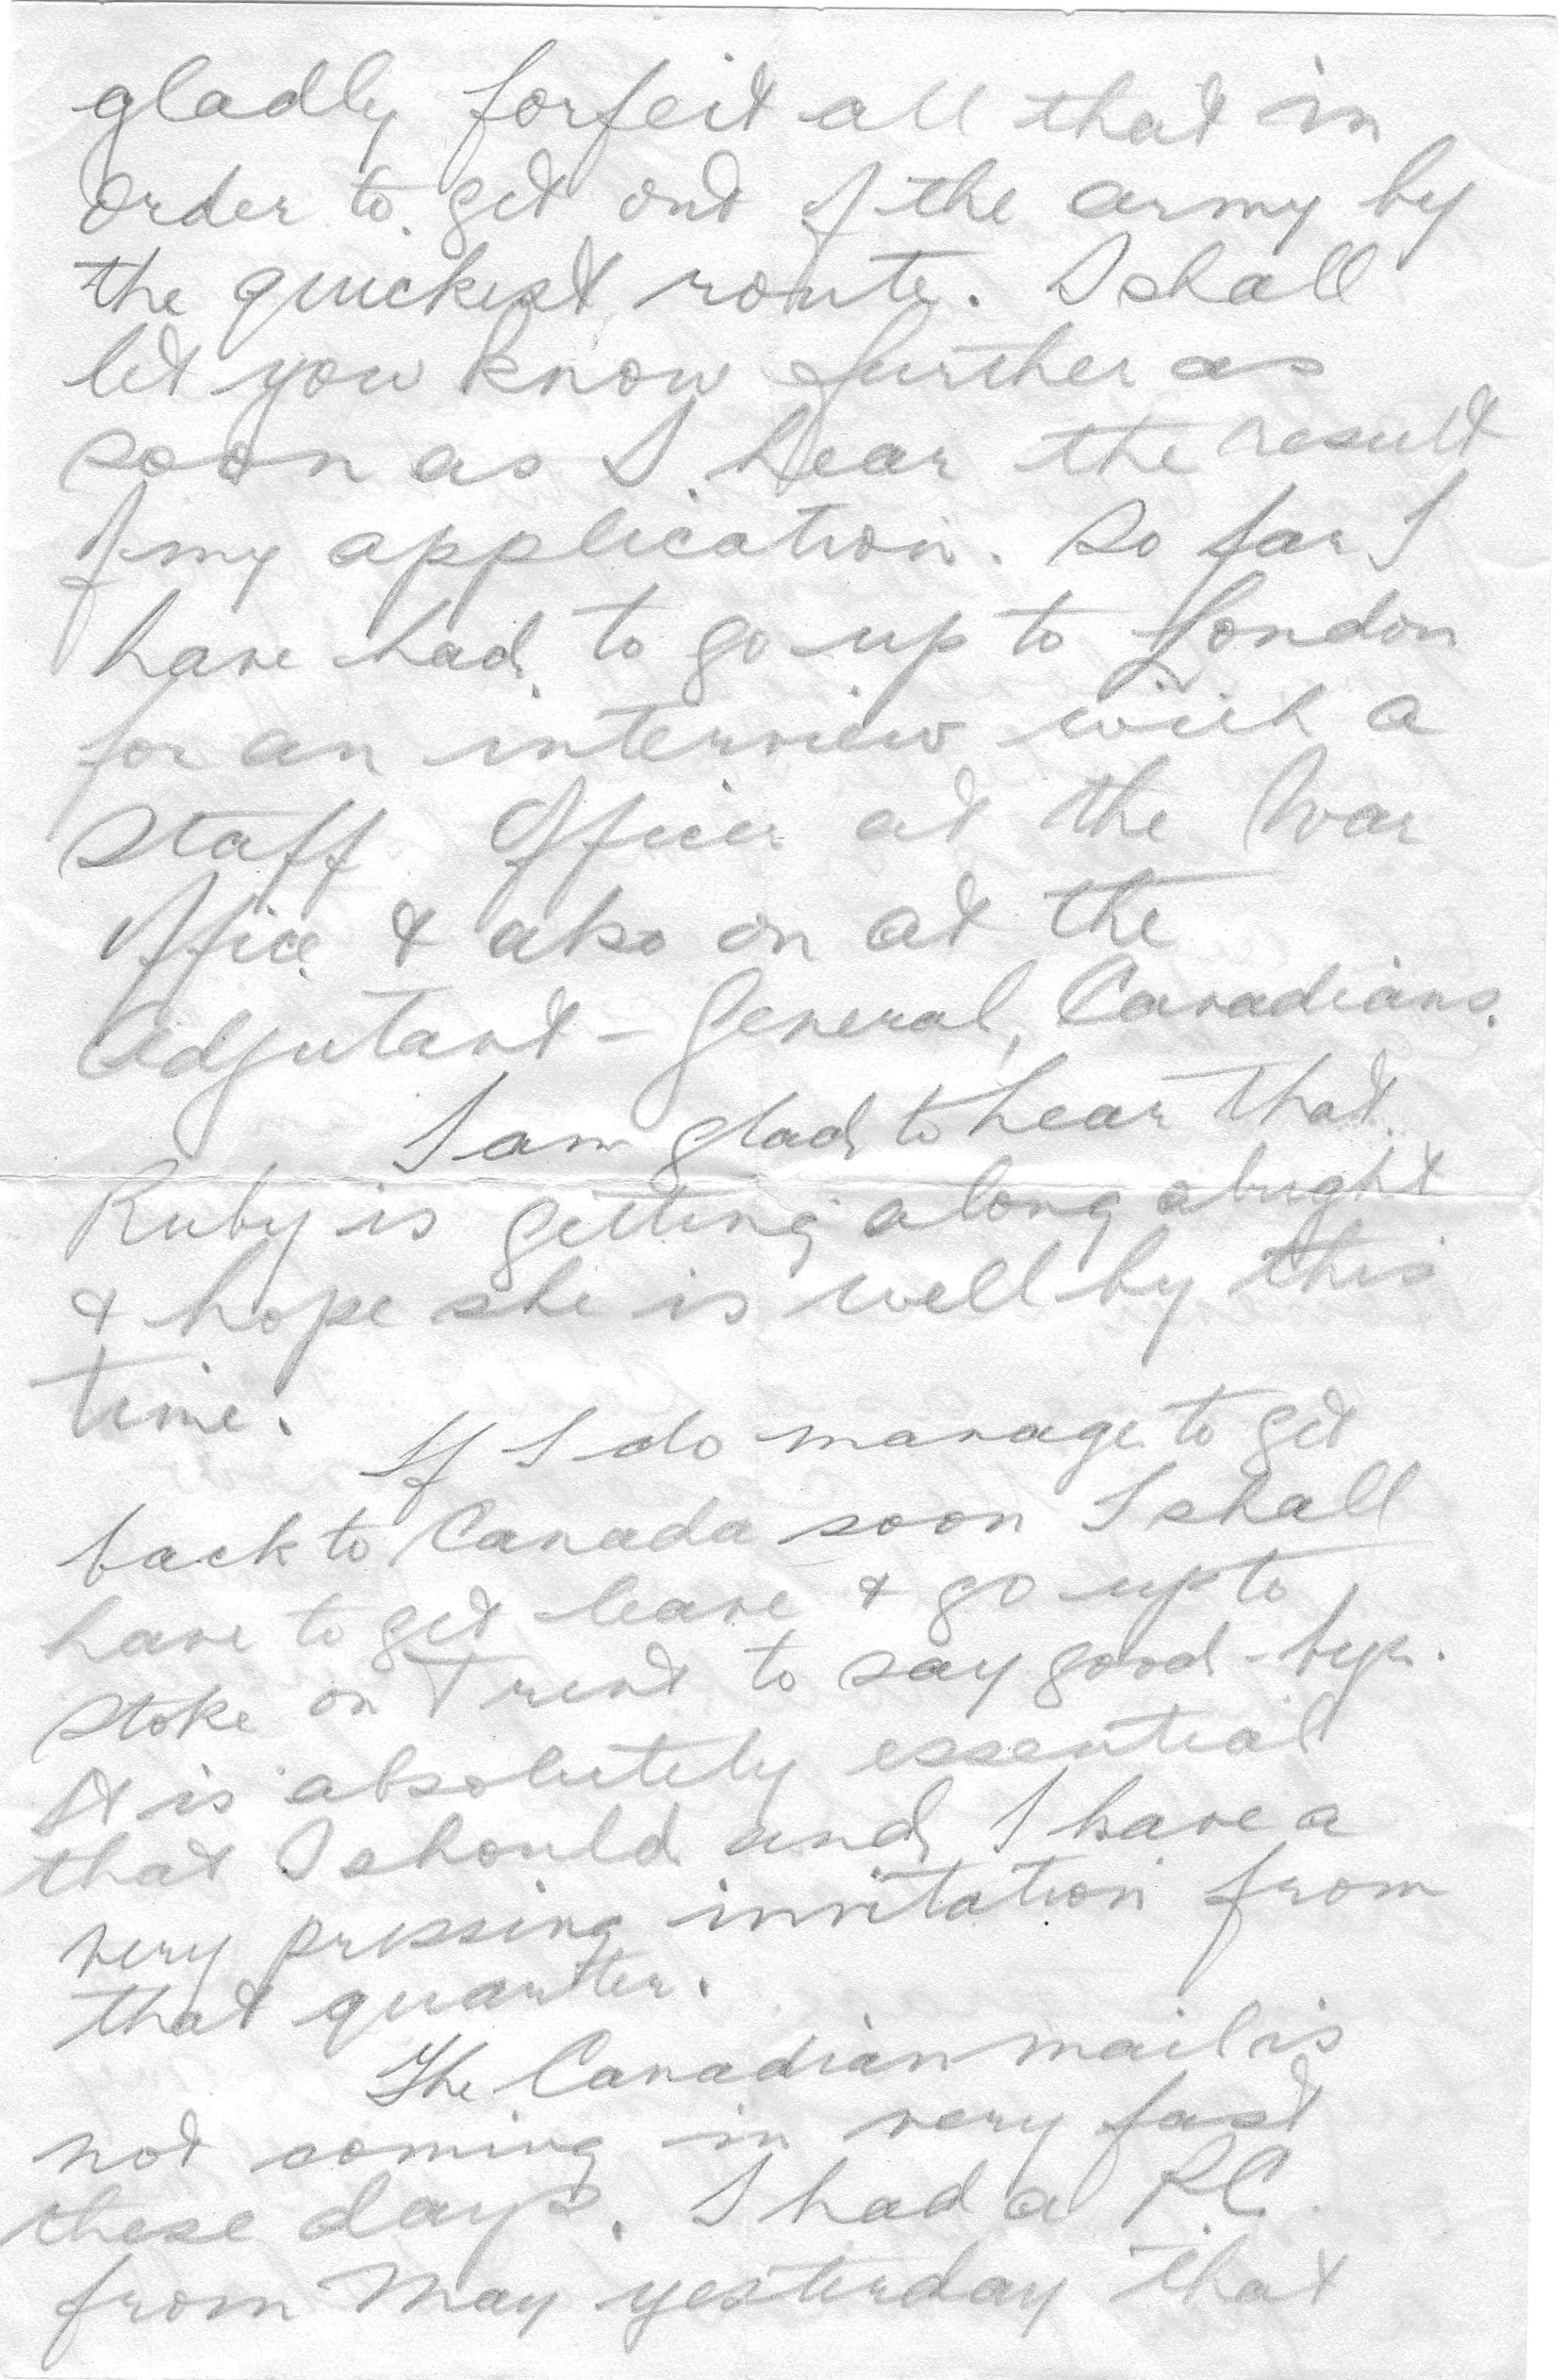 gladly forfeit all that in
order to get out of the army by
the quickest route. I shall
let you know further as
soon as I hear the result
of my application. So far I
have had to go up to London
for an interview with a
Staff Officer at the War
Office & also on at the
Adjutant-General, Canadians.
I am glad to hear that
Ruby is getting along alright
& hope she is well by this
time.
If I do manage to get
back to Canada soon I shall
have to get leave & go up to
Stoke on Trent to say good-bye.
It is absolutely essential
that I should and I have a
very pressing invitation from
that quarter.
The Canadian mail is
not coming in very fast
these days. I had a P.C.
from May yesterday that